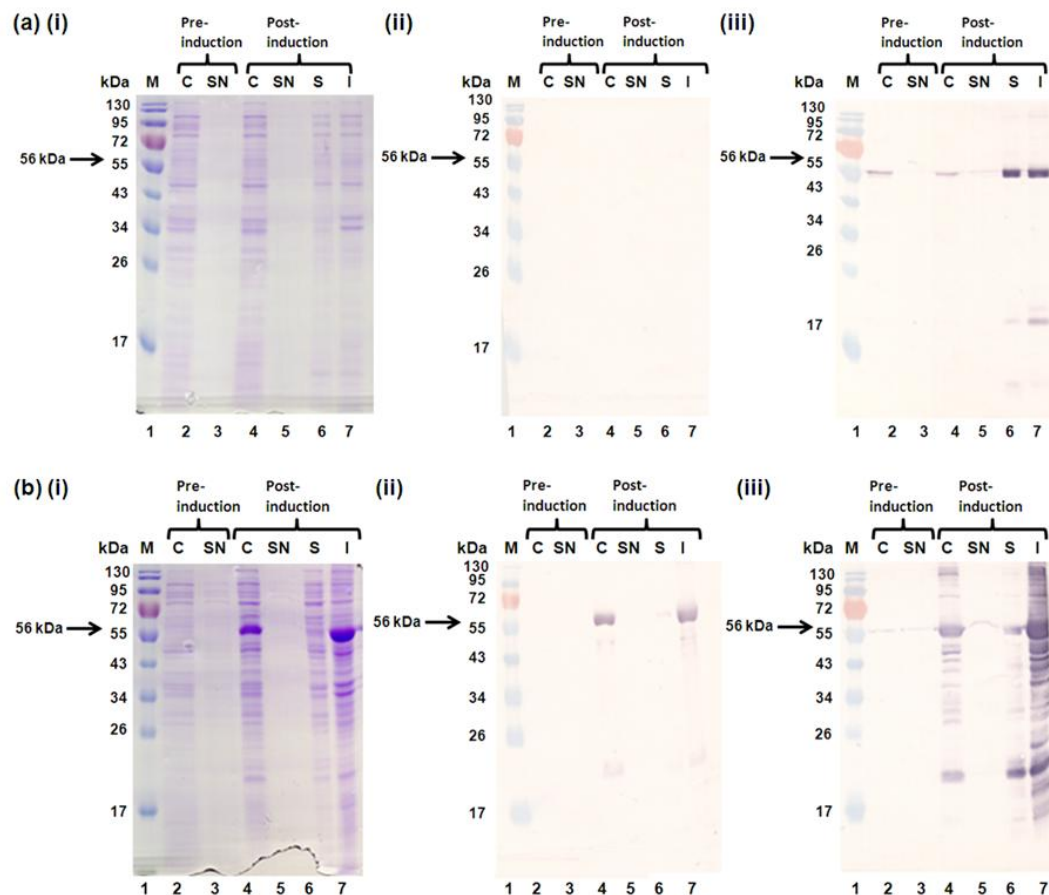 (a) (i)
Pre-
induction
Post-
induction
kDa M C SN C SN S I
130
95
72
56 kDa
55
43
34
26
17
1 2 3 4 5 6 7
(ii)
Pre-
induction
Post-
induction
kDa M C SN C SN S I
130
95
72
56 kDa
55
43
34
26
17
1 2 3 4 5 6 7
(iii)
Pre-
induction
Post-
induction
kDa M C SN C SN S I
130
95
72
56 kDa
55
43
34
26
17
1 2 3 4 5 6 7
(b) (i)
Pre-
induction
Post-
induction
kDa M C SN C SN S I
130
95
72
56 kDa
55
43
34
26
17
1 2 3 4 5 6 7
(ii)
Pre-
induction
Post-
induction
kDa M C SN C SN S I
130
95
72
56 kDa
55
43
34
26
17
1 2 3 4 5 6 7
(iii)
Pre-
induction
Post-
induction
kDa M C SN C SN S I
130
95
72
56 kDa
55
43
34
26
17
1 2 3 4 5 6 7